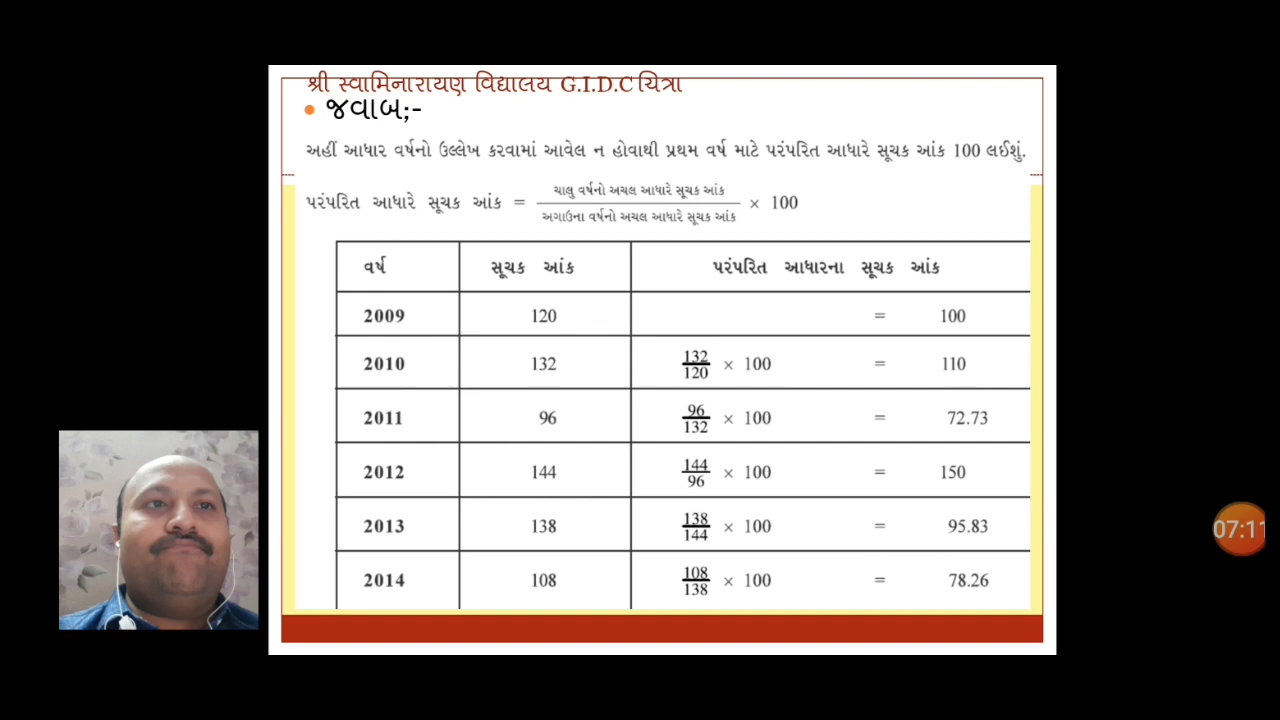 શ્રી સ્વામિનારાયણ વિદ્યાલય G.I.D.C ચિત્રા
• જવાબ;-
અહીં આધાર વર્ષનો ઉલ્લેખ કરવામાં આવેલ ન હોવાથી પ્રથમ વર્ષ માટે પરંપરિત આધારે સૂચક આંક 100 લઈશું.
પરંપરિત આધારે સૂચક આંક = ચાલુ વર્ષનો અચલ આધારે સૂચક આંક / અગાઉના વર્ષનો અચલ આધારે સૂચક આંક × 100
વર્ષ સૂચક આંક પરંપરિત આધારના સૂચક આંક
2009 120 = 100
2010 132 132/120 × 100 = 110
2011 96 96/132 × 100 = 72.73
2012 144 144/96 × 100 = 150
2013 138 138/144 × 100 = 95.83
2014 108 108/138 × 100 = 78.26
07:11